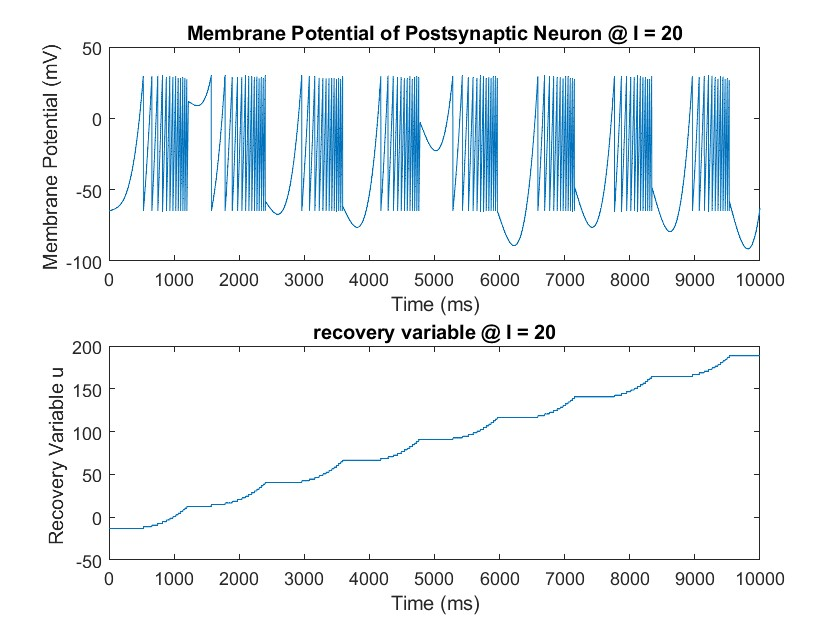 Membrane Potential of Postsynaptic Neuron @ I = 20
Membrane Potential (mV)
50
0
-50
-100
0 1000 2000 3000 4000 5000 6000 7000 8000 9000 10000
Time (ms)
recovery variable @ I = 20
Recovery Variable u
200
150
100
50
0
-50
0 1000 2000 3000 4000 5000 6000 7000 8000 9000 10000
Time (ms)